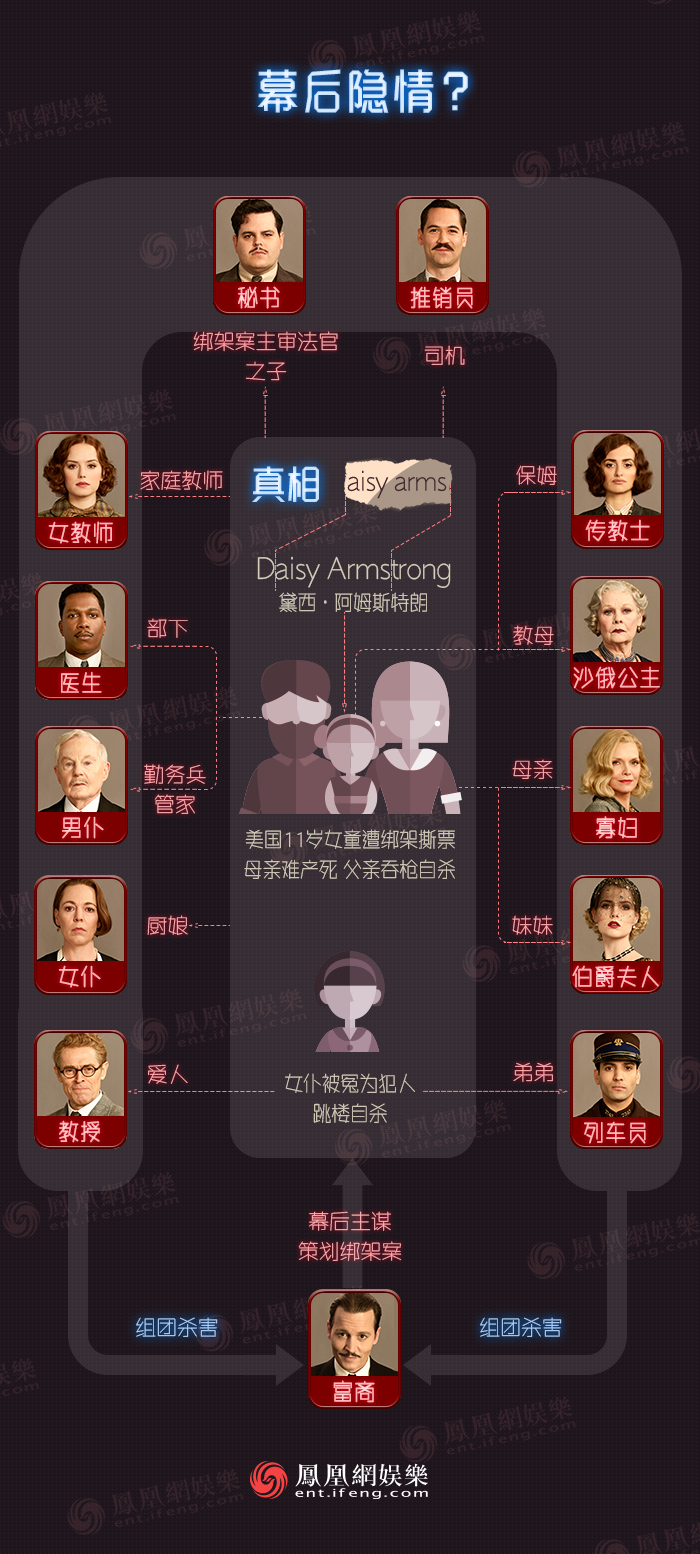 幕后隐情?
秘书
推销员
绑架案主审法官
之子
司机
女教师
家庭教师
真相
aisy arms
保姆
传教士
Daisy Armstrong
黛西·阿姆斯特朗
医生
部下
教母
沙俄公主
男仆
勤务兵
管家
母亲
寡妇
美国11岁女童遭绑架撕票
母亲难产死 父亲吞枪自杀
女仆
厨娘
妹妹
伯爵夫人
教授
爱人
女仆被冤为犯人
跳楼自杀
弟弟
列车员
幕后主谋
策划绑架案
组团杀害
组团杀害
富商
鳳凰網娛樂
ent.ifeng.com